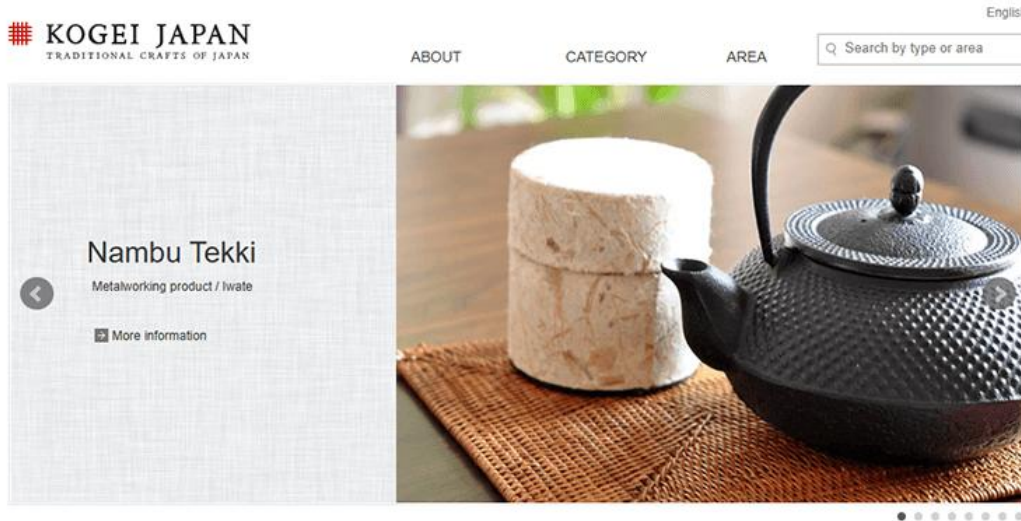 Englis
KOGEI JAPAN
TRADITIONAL CRAFTS OF JAPAN
ABOUT
CATEGORY
AREA
Search by type or area
Nambu Tekki
Metalworking product / Iwate
More information